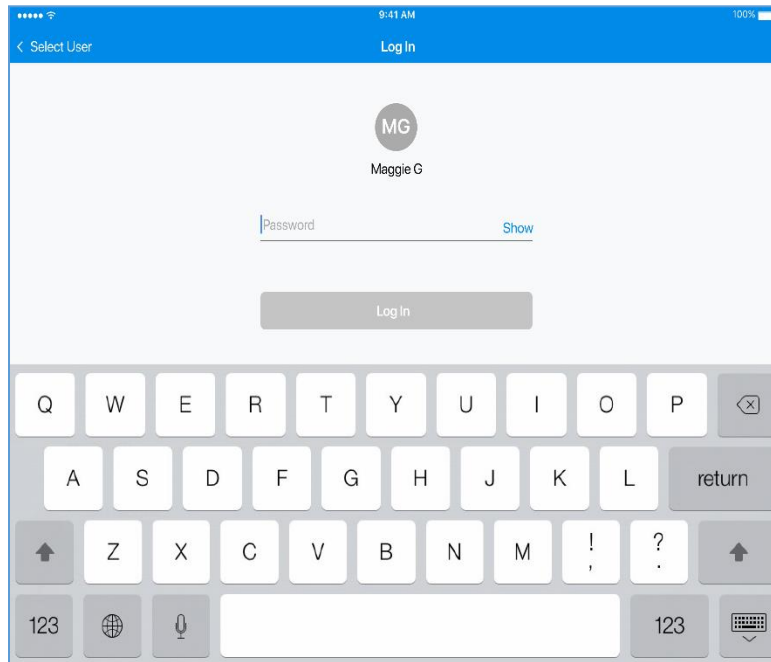 9:41 AM 100%
Select User Log In
MG
Maggie G
Password Show
Log In
Q W E R T Y U I O P
A S D F G H J K L return
Z X C V B N M ! , ? .
123 123